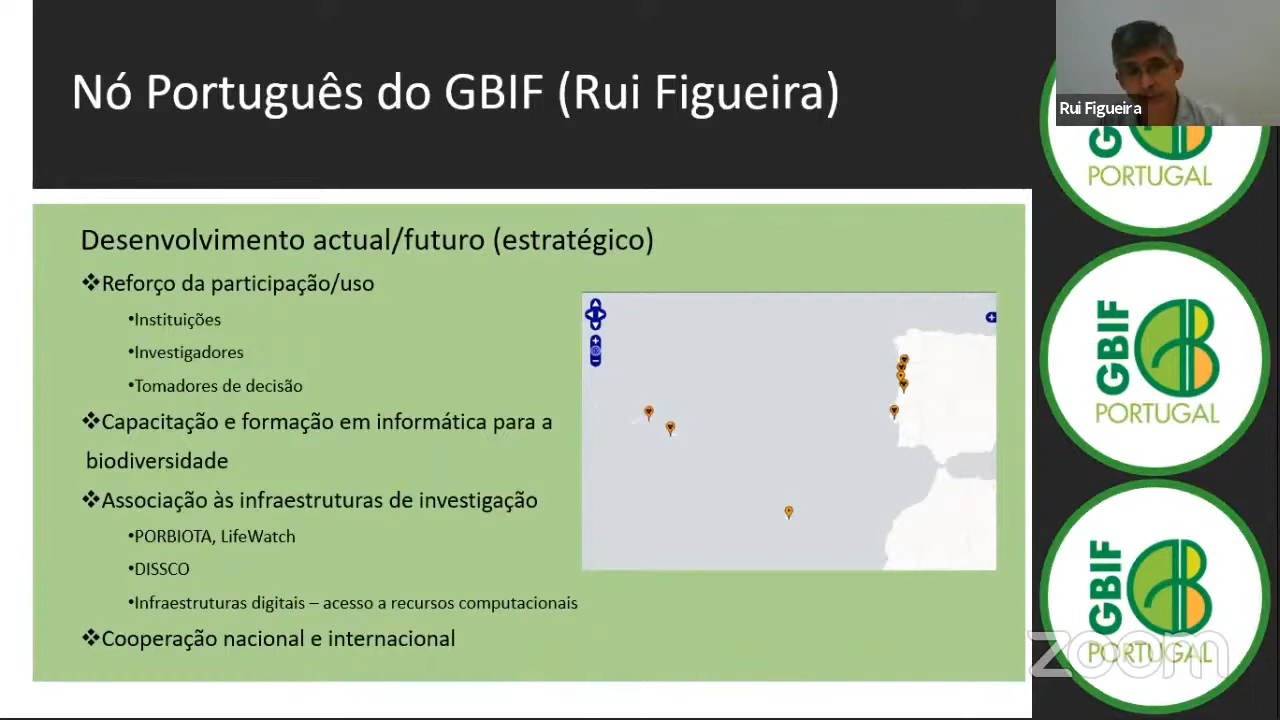 Nó Português do GBIF (Rui Figueira)
Rui Figueira
GBIF
PORTUGAL
Desenvolvimento actual/futuro (estratégico)
❖Reforço da participação/uso
•Instituições
•Investigadores
•Tomadores de decisão
❖Capacitação e formação em informática para a
biodiversidade
❖Associação às infraestruturas de investigação
•PORBIOTA, LifeWatch
•DISSCO
•Infraestruturas digitais – acesso a recursos computacionais
❖Cooperação nacional e internacional
GBIF
PORTUGAL
GBIF
PORTUGAL
zoom